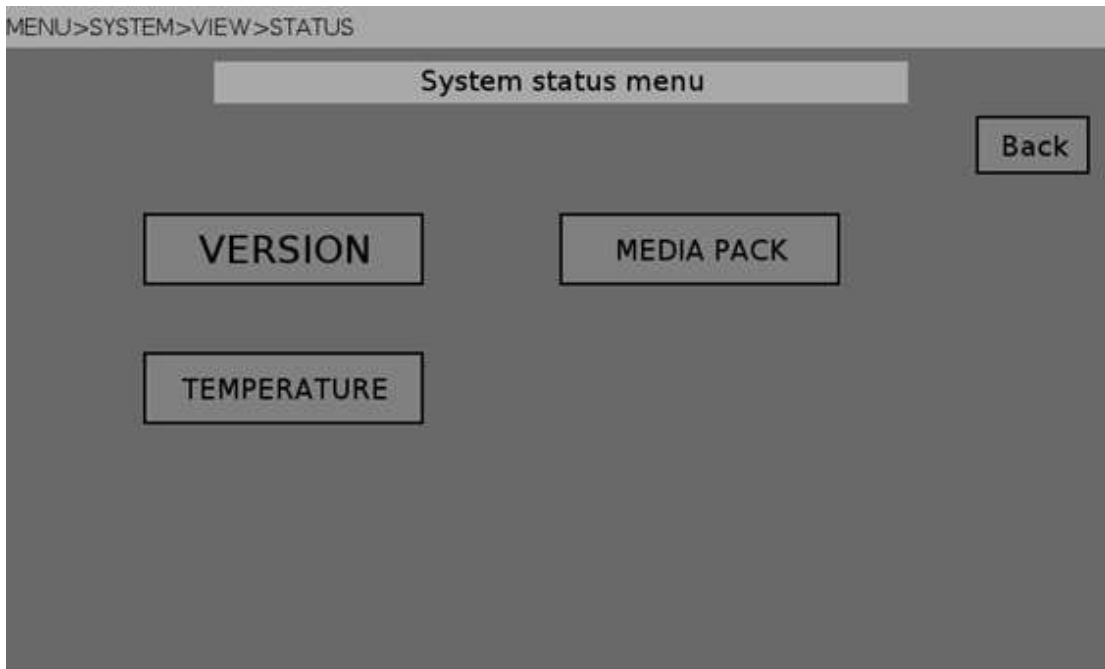 MENU>SYSTEM>VIEW>STATUS
System status menu
Back
VERSION
MEDIA PACK
TEMPERATURE